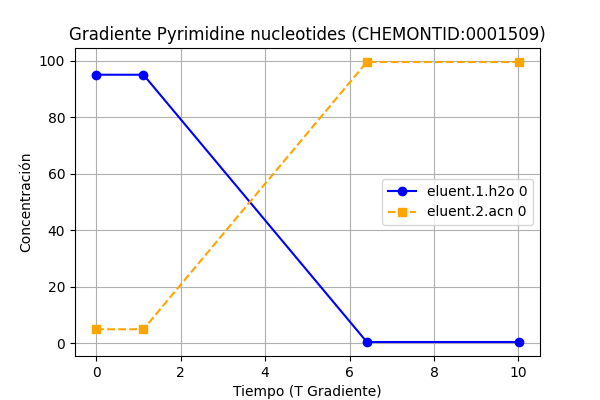 Gradiente Pyrimidine nucleotides (CHEMONTID:0001509)
100
80
60
40
20
0
Concentración
eluent.1.h2o 0
eluent.2.acn 0
0 2 4 6 8 10
Tiempo (T Gradiente)